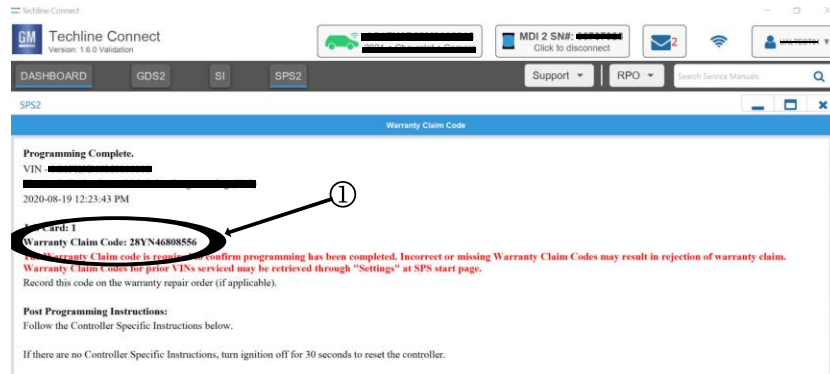 Techline Connect
GM Techline Connect
Version: 1.6.0 Validation
MDI 2 SN#:
Click to disconnect
2
DASHBOARD GDS2 SI SPS2 Support RPO Search Service Manuals
SPS2
Warranty Claim Code
Programming Complete.
VIN -
2020-08-19 12:23:43 PM
①
Card: 1
Warranty Claim Code: 28YN46808556
The Warranty Claim code is required to confirm programming has been completed. Incorrect or missing Warranty Claim Codes may result in rejection of warranty claim.
Warranty Claim Codes for prior VINs serviced may be retrieved through "Settings" at SPS start page.
Record this code on the warranty repair order (if applicable).
Post Programming Instructions:
Follow the Controller Specific Instructions below.
If there are no Controller Specific Instructions, turn ignition off for 30 seconds to reset the controller.